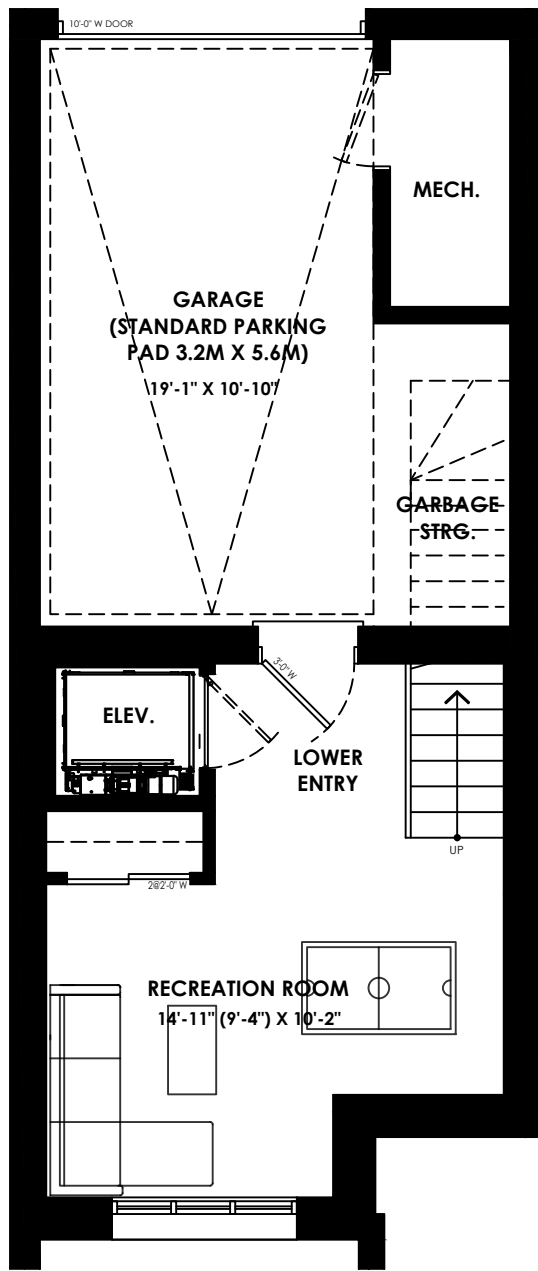 10'-0" W DOOR
MECH.
GARAGE
(STANDARD PARKING
PAD 3.2M X 5.6M)
19'-1" X 10'-10"
GARBAGE
STRG.
3'-0" W
ELEV.
LOWER
ENTRY
UP
2@2'-0" W
RECREATION ROOM
14'-11" (9'-4") X 10'-2"